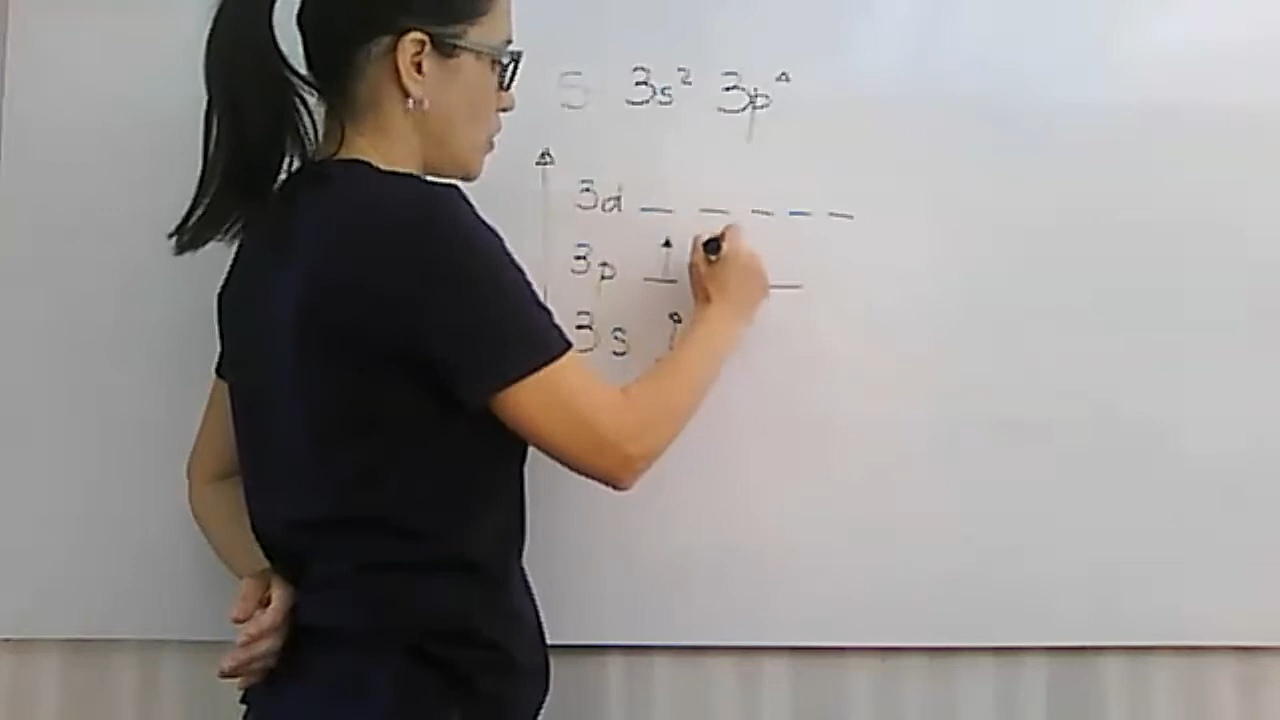 S 3s² 3p⁴
3d _ _ _ _ _
3p ↑ _
3s ↑